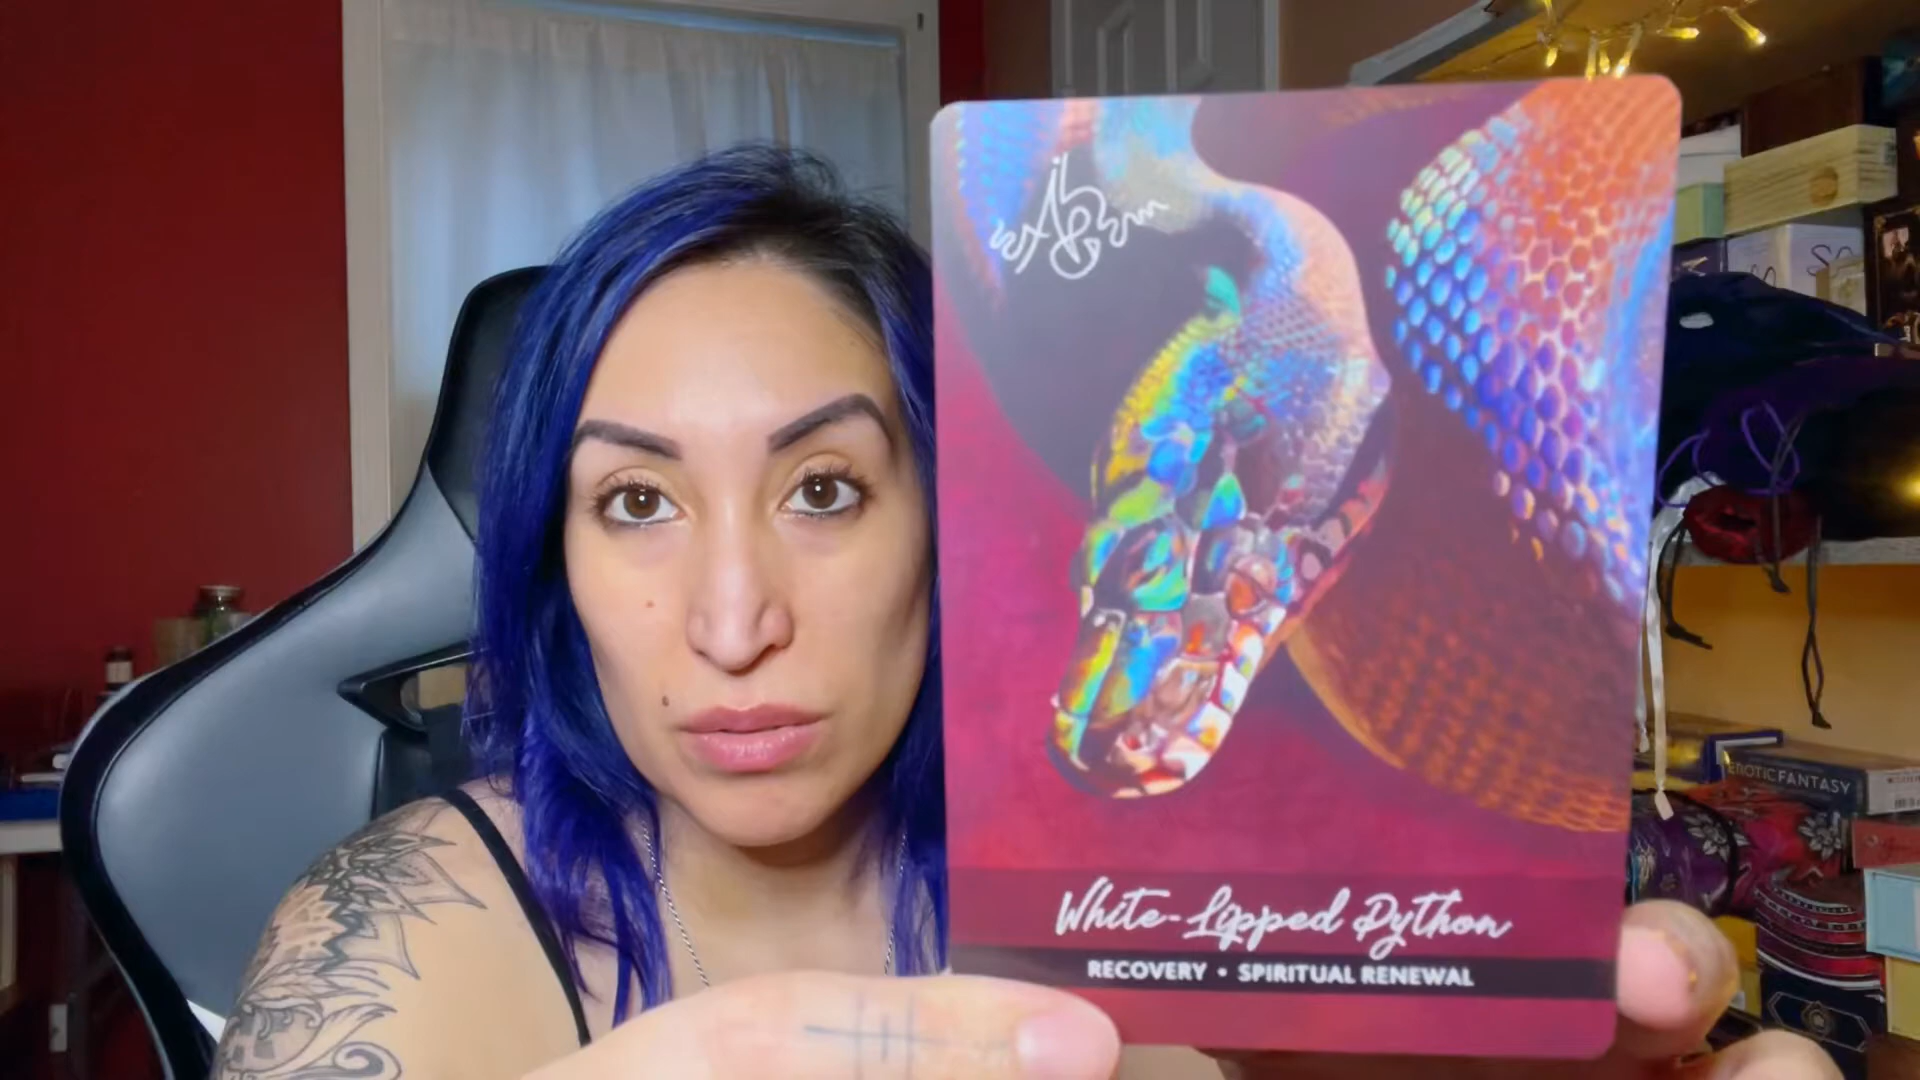 White-Lipped Python
RECOVERY • SPIRITUAL RENEWAL
EROTIC FANTASY